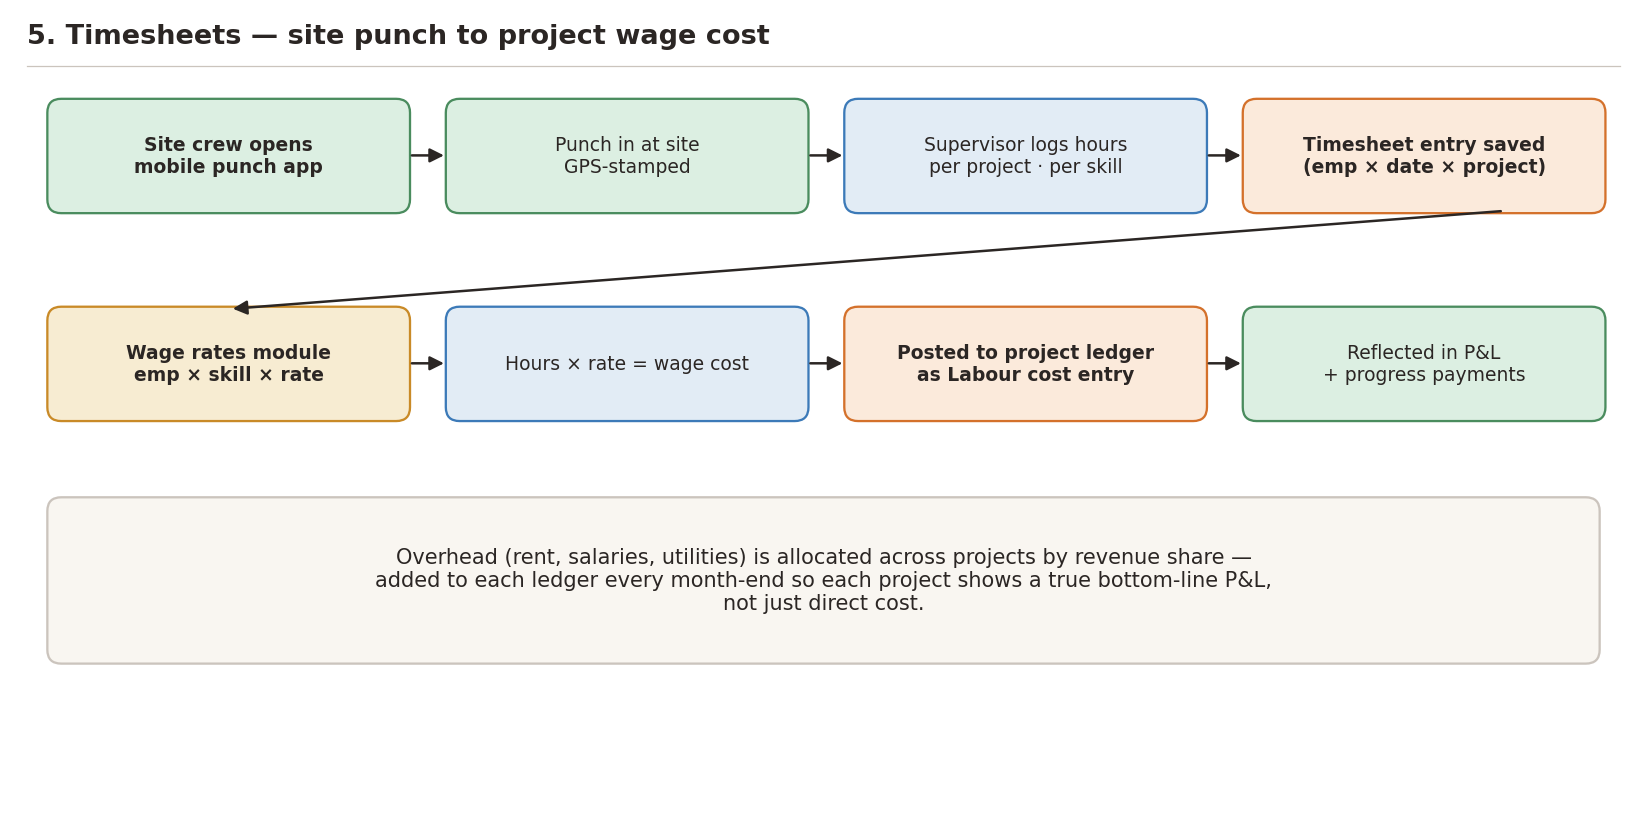 5. Timesheets — site punch to project wage cost
Site crew opens
mobile punch app
Punch in at site
GPS-stamped
Supervisor logs hours
per project · per skill
Timesheet entry saved
(emp × date × project)
Wage rates module
emp × skill × rate
Hours × rate = wage cost
Posted to project ledger
as Labour cost entry
Reflected in P&L
+ progress payments
Overhead (rent, salaries, utilities) is allocated across projects by revenue share —
added to each ledger every month-end so each project shows a true bottom-line P&L,
not just direct cost.